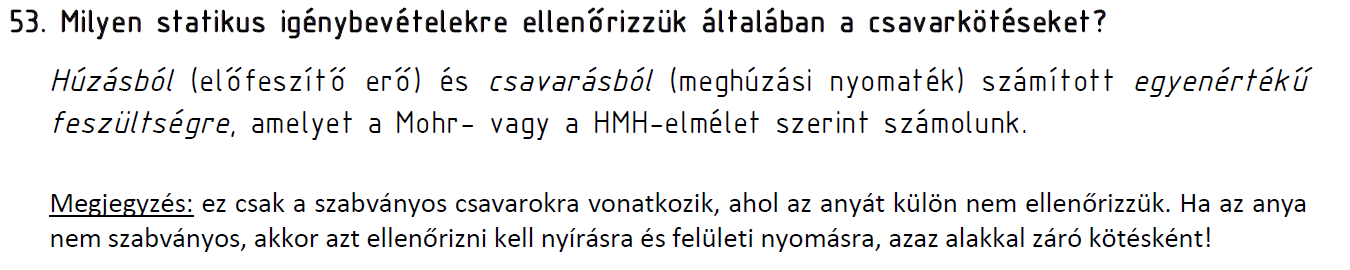 53. Milyen statikus igénybevételekre ellenőrizzük általában a csavarkötéseket?
Húzásból (előfeszítő erő) és csavarásból (meghúzási nyomaték) számított egyenértékű
feszültségre, amelyet a Mohr- vagy a HMH-elmélet szerint számolunk.
Megjegyzés: ez csak a szabványos csavarokra vonatkozik, ahol az anyát külön nem ellenőrizzük. Ha az anya
nem szabványos, akkor azt ellenőrizni kell nyírásra és felületi nyomásra, azaz alakkal záró kötésként!